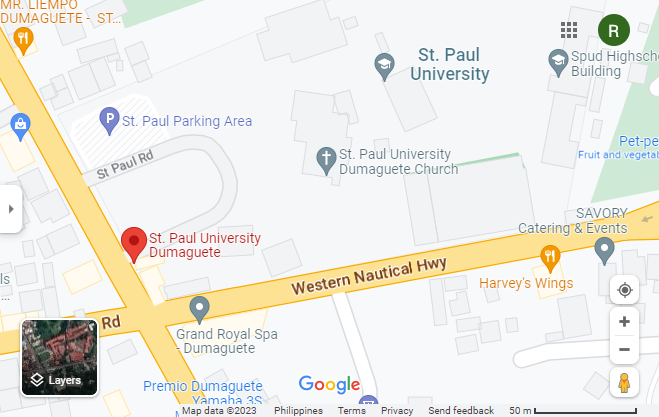 MR. LIEMPO
DUMAGUETE - ST...
R
St. Paul
University
Spud Highscho
Building
P
St. Paul Parking Area
Pet-pe
Fruit and vegetab
St Paul Rd
St. Paul University
Dumaguete Church
SAVORY
Catering & Events
St. Paul University
Dumaguete
Western Nautical Hwy
Harvey's Wings
ls
Rd
Grand Royal Spa
- Dumaguete
Layers
Google
Premio Dumaguete
Yamaha 3S
Map data ©2023 Philippines Terms Privacy Send feedback 50 m